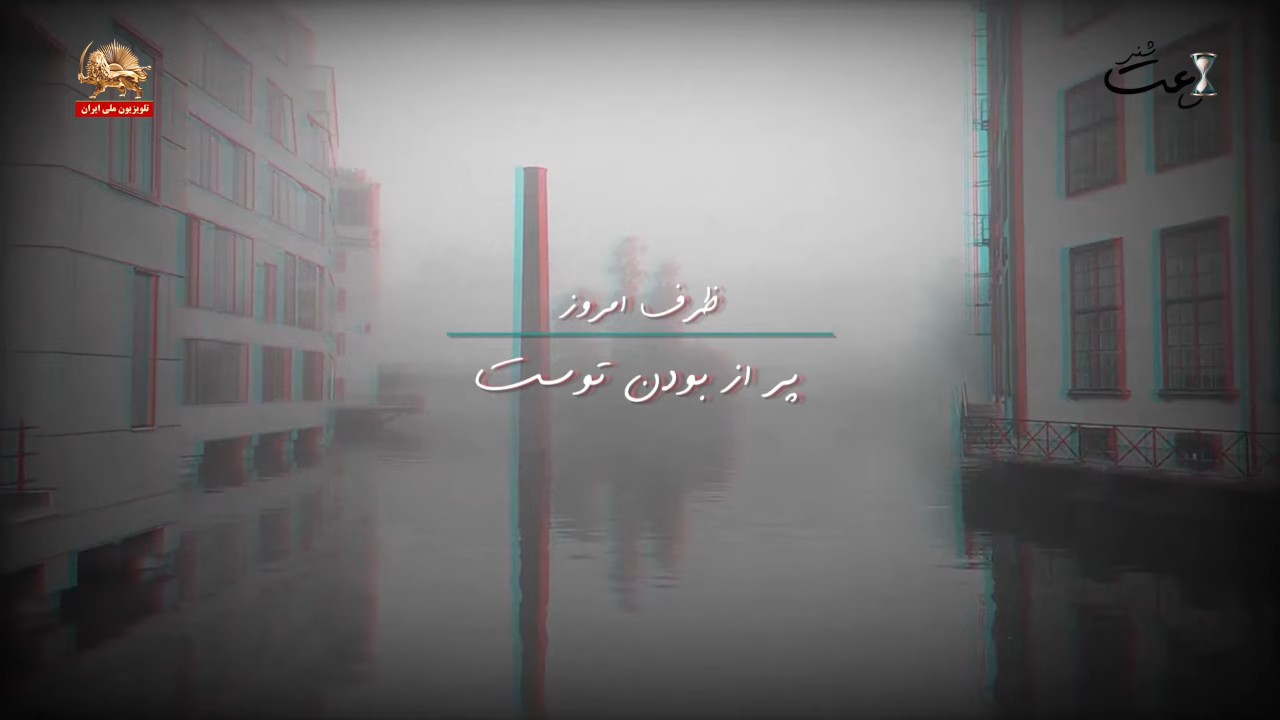 تلویزیون ملی ایران
ظرف امروز
پر از بودن توست